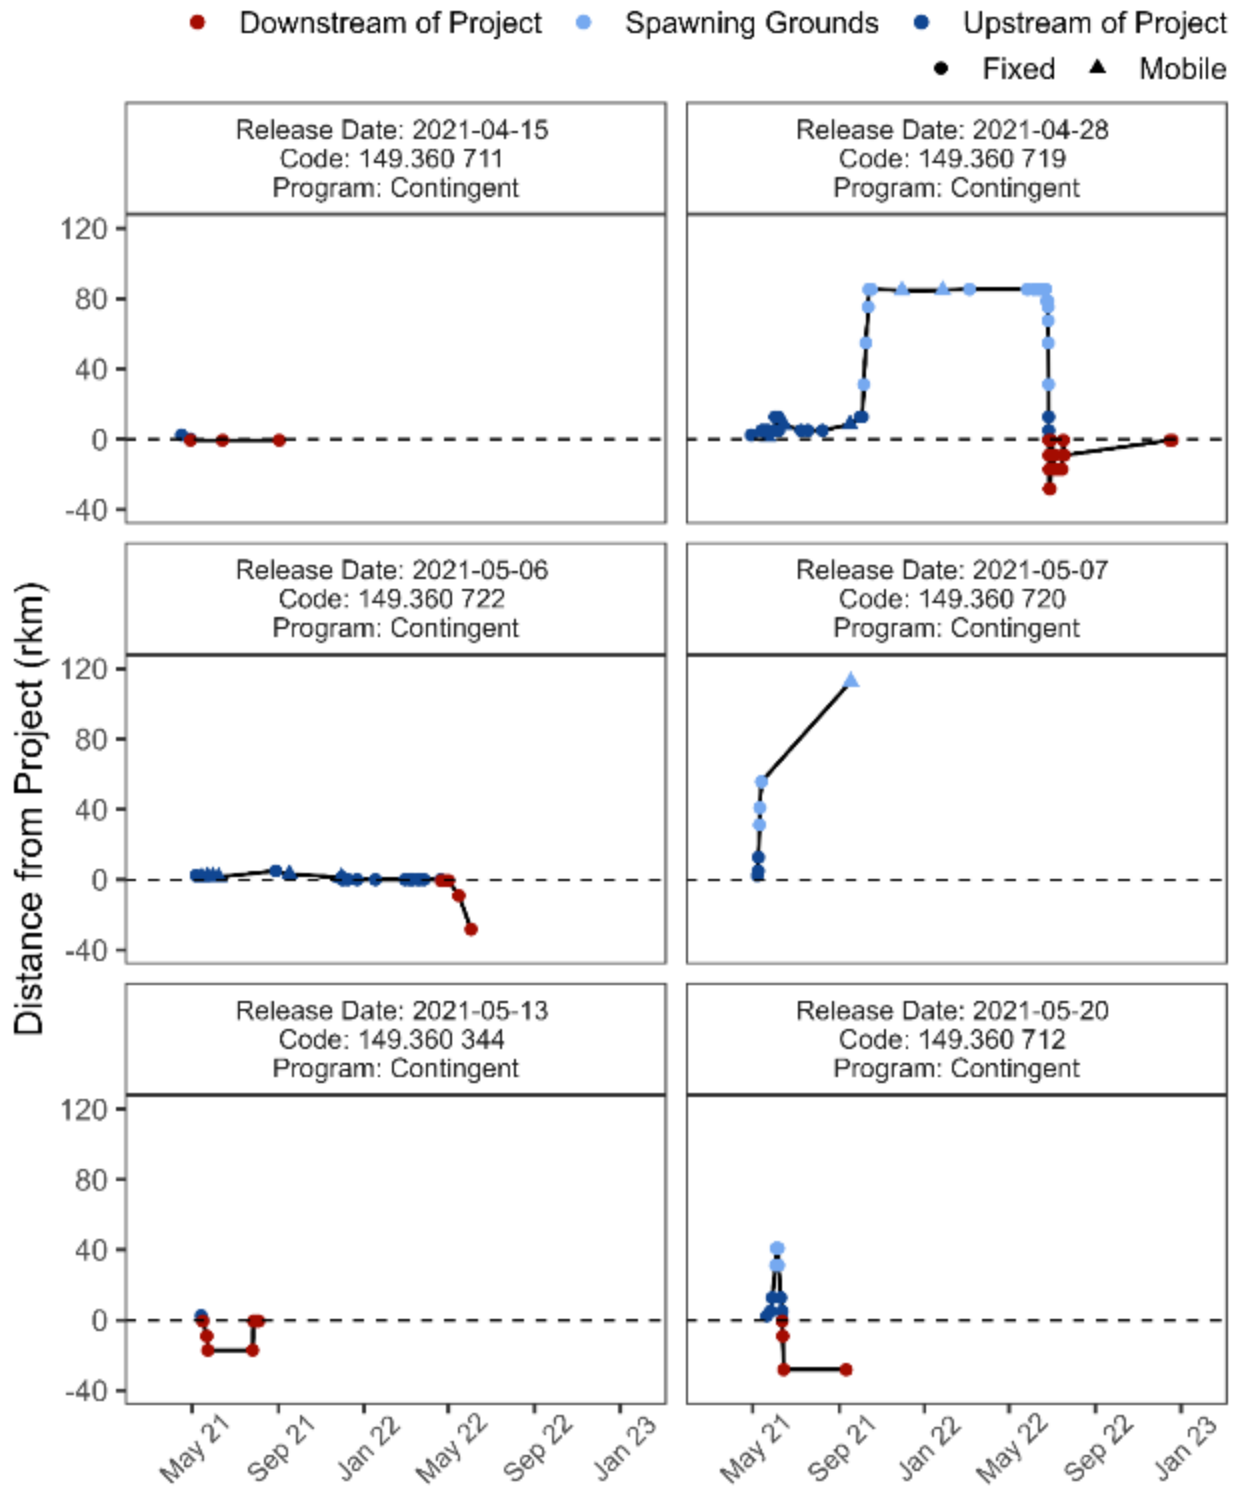 Downstream of Project Spawning Grounds Upstream of Project
Fixed Mobile
Release Date: 2021-04-15
Code: 149.360 711
Program: Contingent
Release Date: 2021-04-28
Code: 149.360 719
Program: Contingent
120
80
40
0
-40
Release Date: 2021-05-06
Code: 149.360 722
Program: Contingent
Release Date: 2021-05-07
Code: 149.360 720
Program: Contingent
120
80
40
0
-40
Distance from Project (rkm)
Release Date: 2021-05-13
Code: 149.360 344
Program: Contingent
Release Date: 2021-05-20
Code: 149.360 712
Program: Contingent
120
80
40
0
-40
May 21 Sep 21 Jan 22 May 22 Sep 22 Jan 23
May 21 Sep 21 Jan 22 May 22 Sep 22 Jan 23